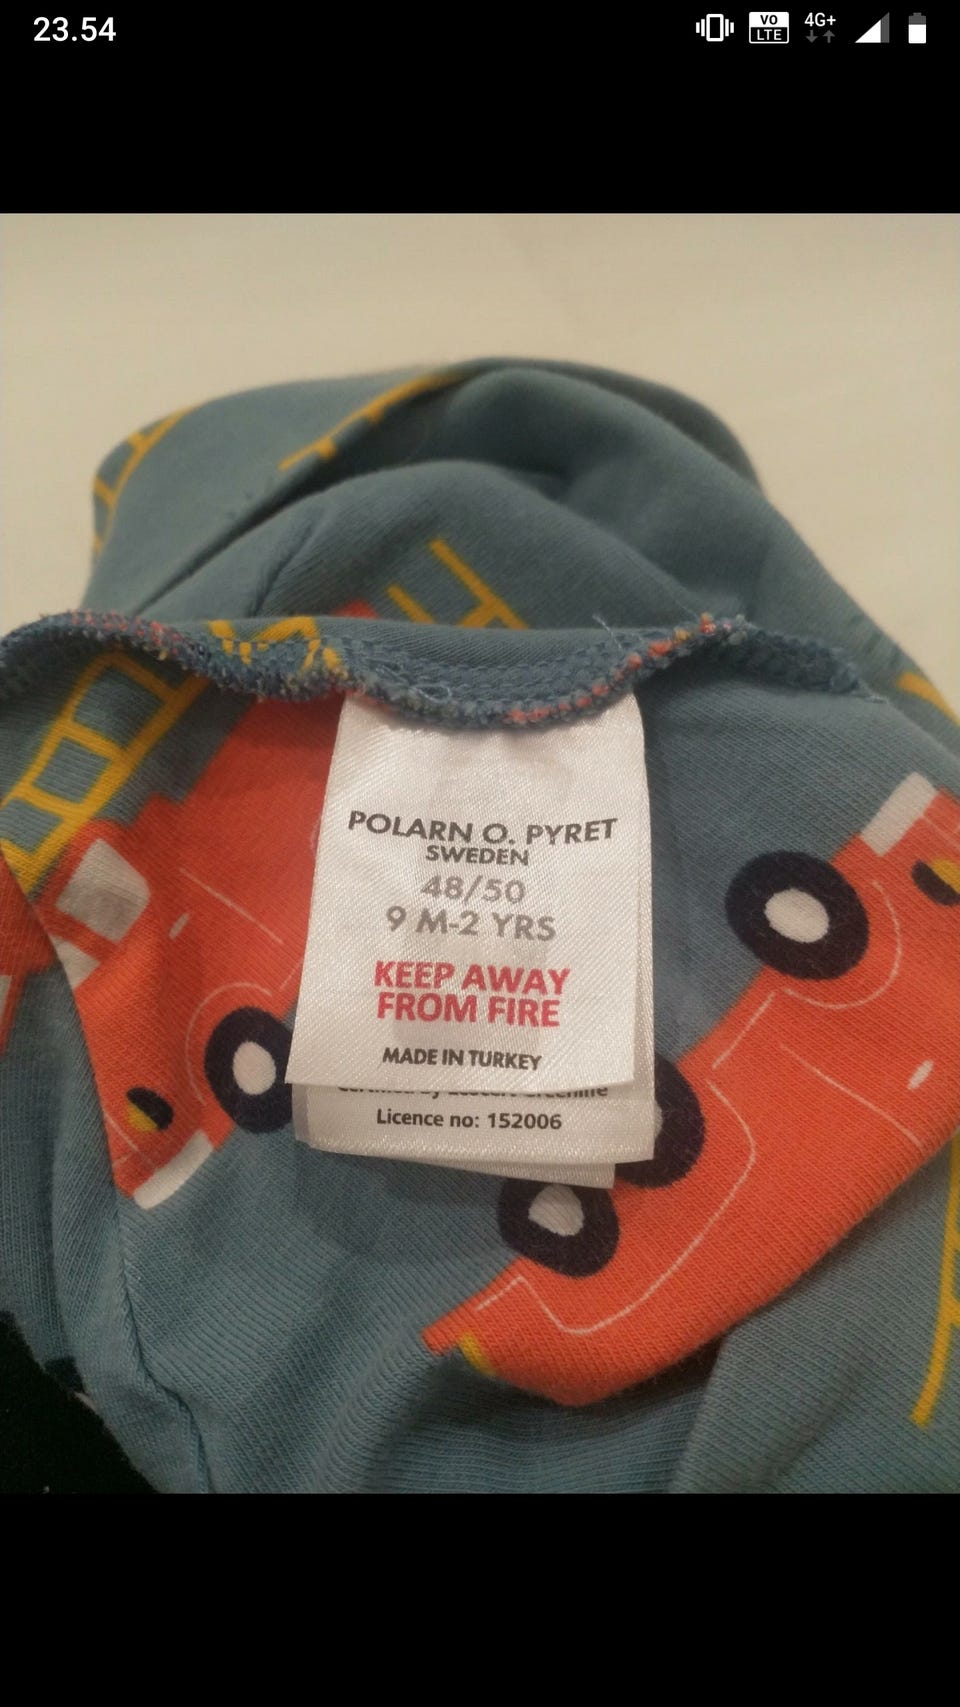 23.54
VO
LTE
4G+
POLARN O. PYRET
SWEDEN
48/50
9 M-2 YRS
KEEP AWAY
FROM FIRE
MADE IN TURKEY
Licence no: 152006